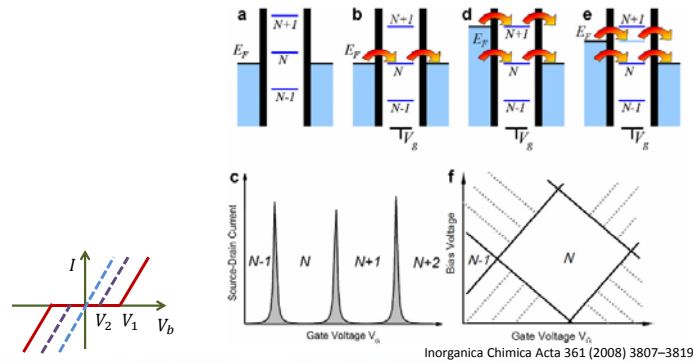 a
N+1
E_F
N
N-1
b
N+1
N
N-1
V_g
d
N+1
E_F
N
N-1
V_g
e
N+1
E_F
N
N-1
V_g
c
Source-Drain Current
N-1
N
N+1
N+2
Gate Voltage V_G
f
Bias Voltage
N-1
N
Gate Voltage V_G
I
V_2
V_1
V_b
Inorganica Chimica Acta 361 (2008) 3807–3819